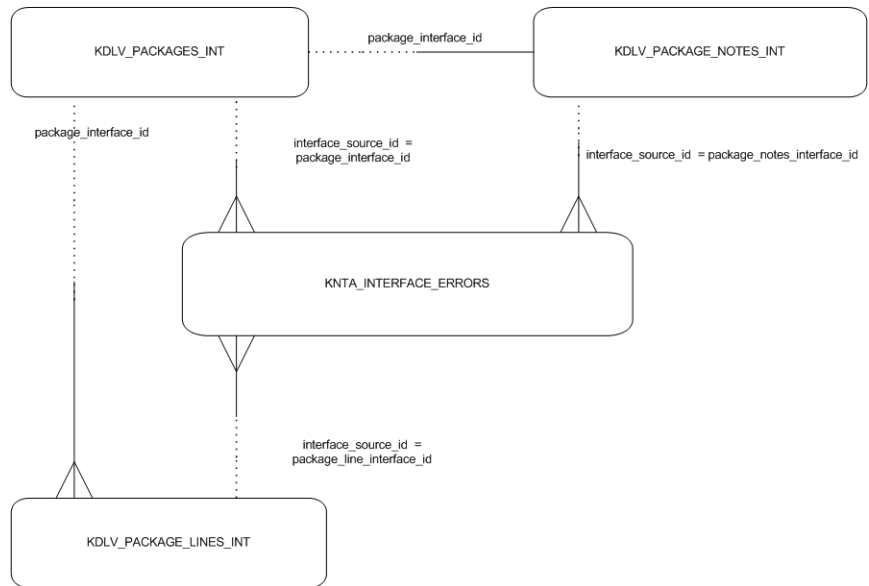 package_interface_id
KDLV_PACKAGES_INT
KDLV_PACKAGE_NOTES_INT
package_interface_id
interface_source_id =
package_interface_id
interface_source_id = package_notes_interface_id
KNTA_INTERFACE_ERRORS
interface_source_id =
package_line_interface_id
KDLV_PACKAGE_LINES_INT